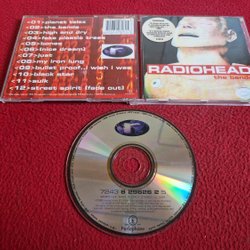 <01>planet telex
<02>the bends
<03>high and dry
<04>fake plastic trees
<05>bones
<06>(nice dream)
<07>just
<08>my iron lung
<09>bullet proof..i wish i was
<10>black star
<11>sulk
<12>street spirit (fade out)
RADIOHEAD
the bends
7243 8 29626 2 5
Parlophone